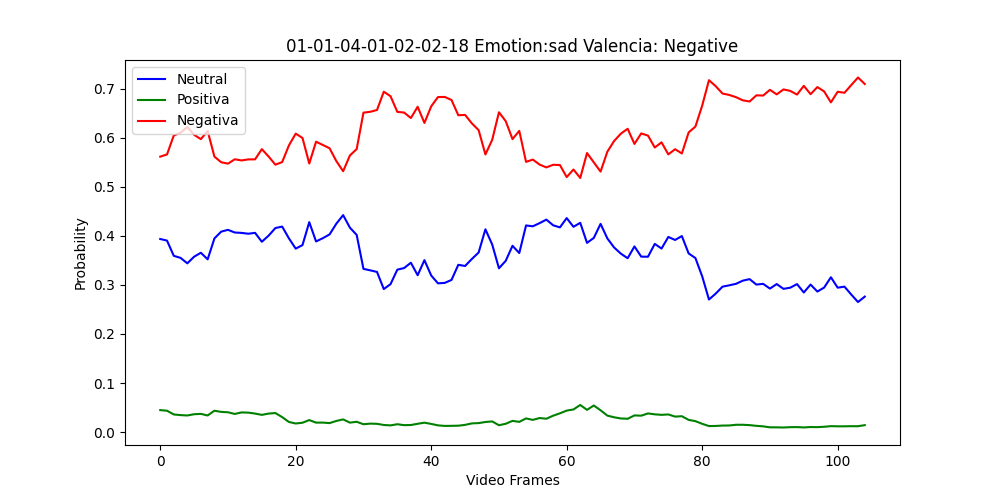 01-01-04-01-02-02-18 Emotion:sad Valencia: Negative
Neutral
Positiva
Negativa
Probability
0.7
0.6
0.5
0.4
0.3
0.2
0.1
0.0
0 20 40 60 80 100
Video Frames